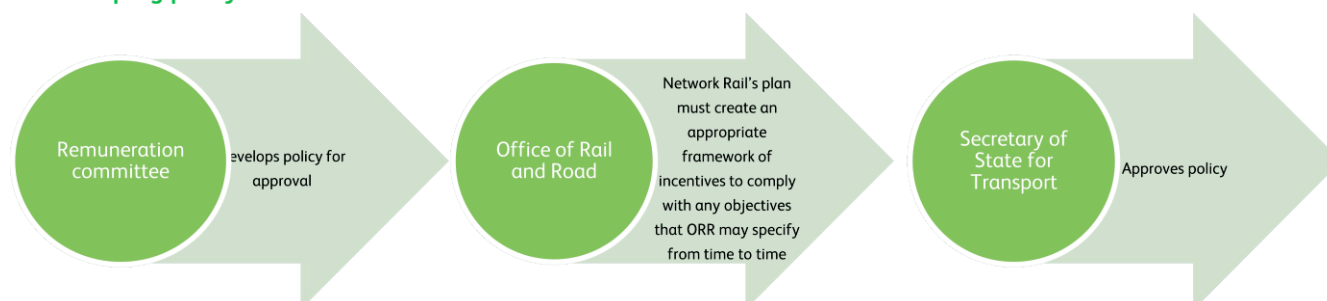 Remuneration
committee
evelops policy for
approval
Office of Rail
and Road
Network Rail’s plan
must create an
appropriate
framework of
incentives to comply
with any objectives
that ORR may specify
from time to time
Secretary of
State for
Transport
Approves policy